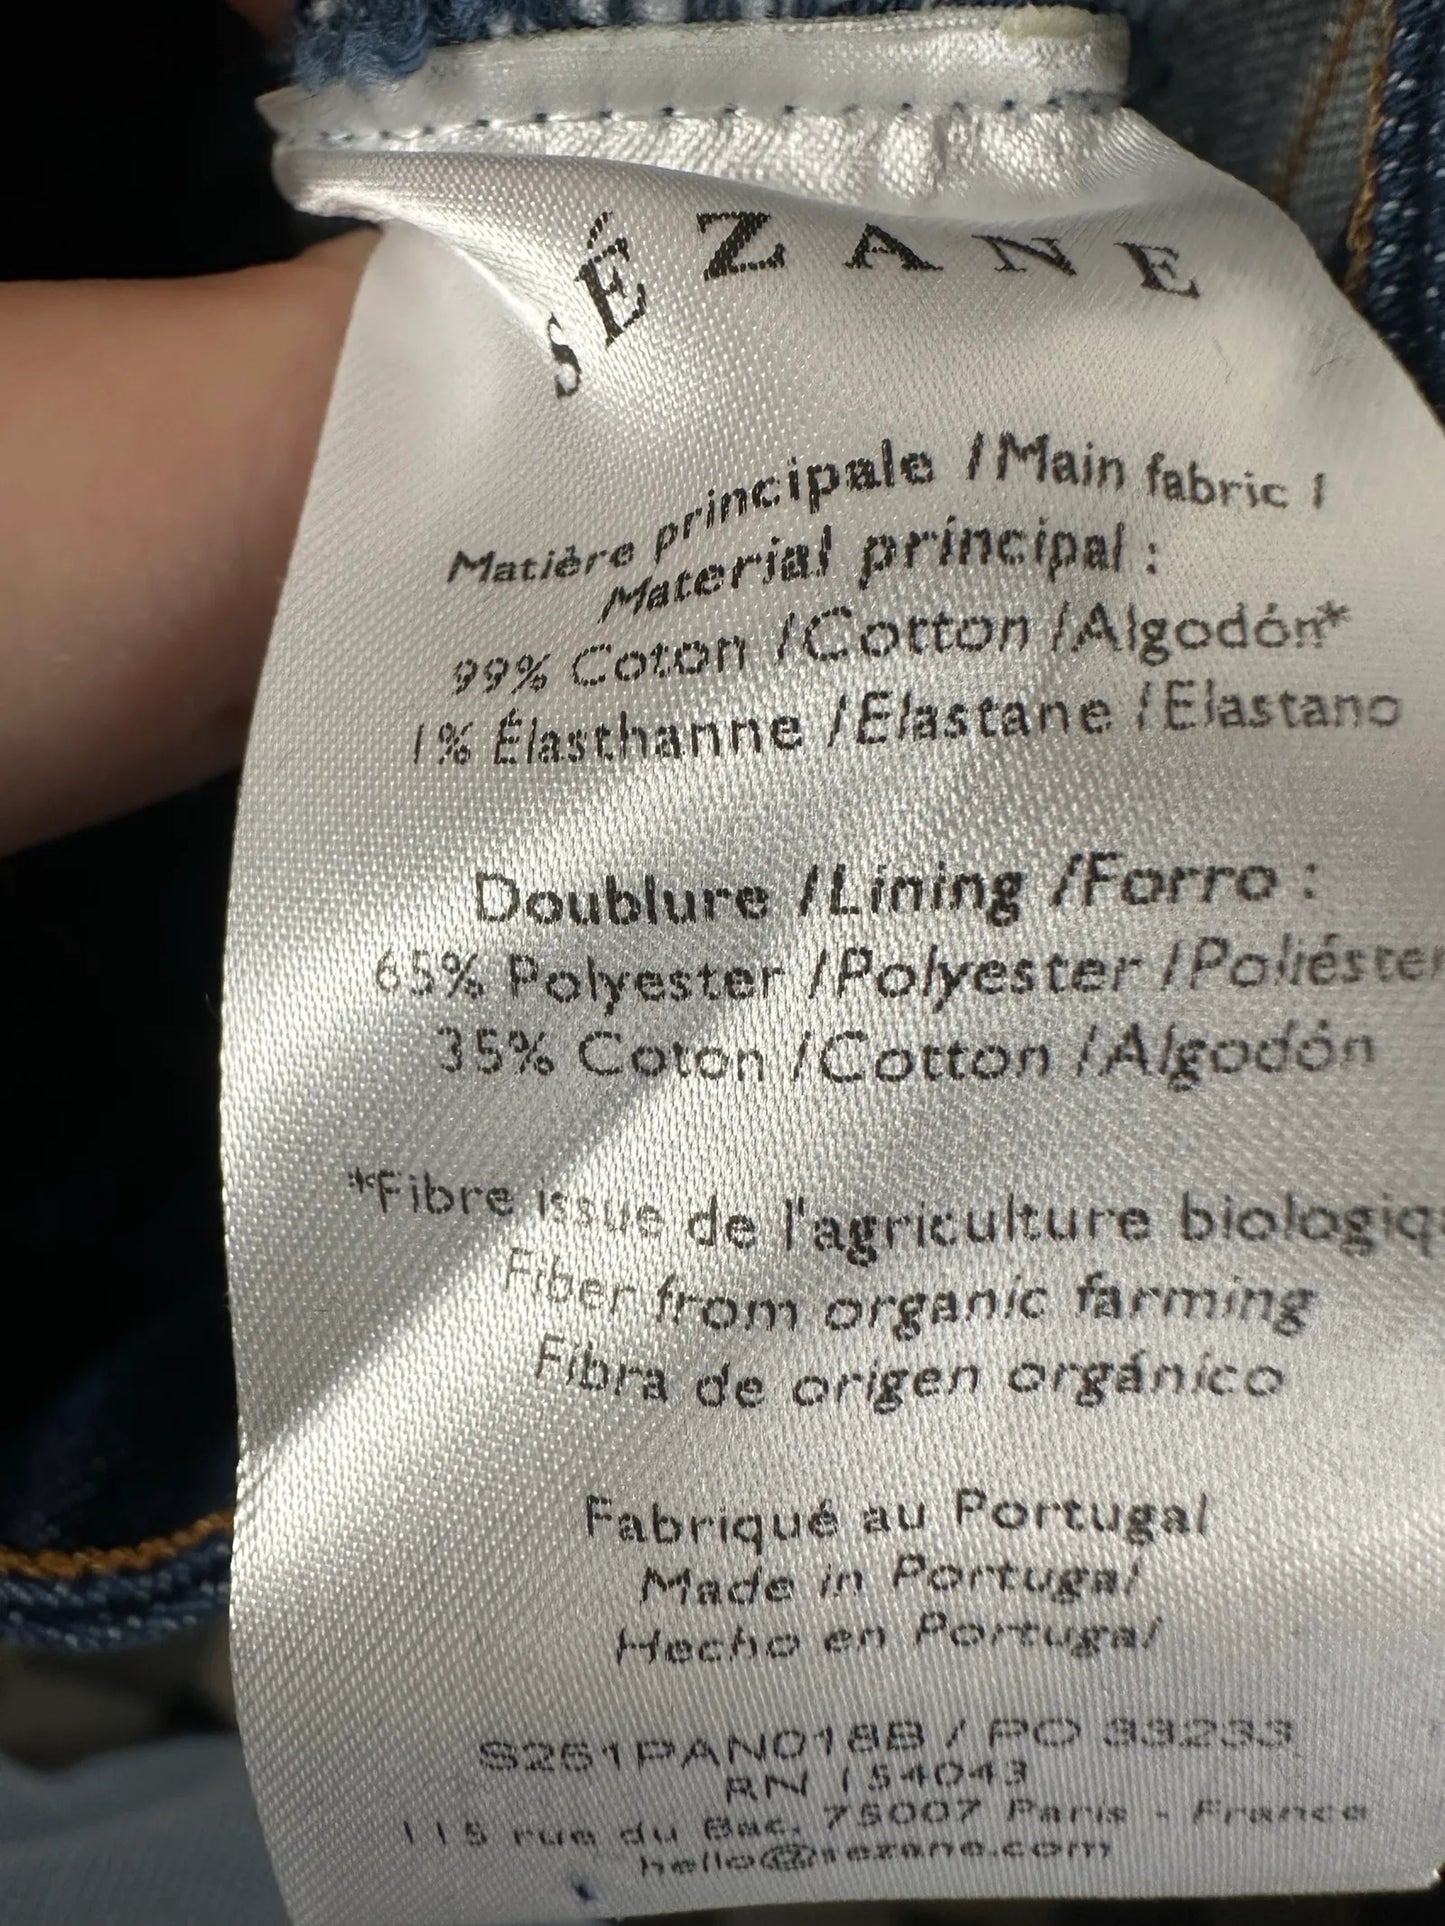 SÉZANE
Matière principale /Main fabric /
Material principal :
99% Coton /Cotton /Algodón*
1% Élasthanne /Elastane /Elastano
Doublure /Lining /Forro :
65% Polyester /Polyester /Poliéster
35% Coton /Cotton /Algodón
*Fibre issue de l'agriculture biologiq
Fiber from organic farming
Fibra de origen orgánico
Fabriqué au Portugal
Made in Portugal
Hecho en Portugal
S261PAN018B / PO 33233
RN 154043
115 rue du Bac, 75007 Paris - France
hello@sezane.com